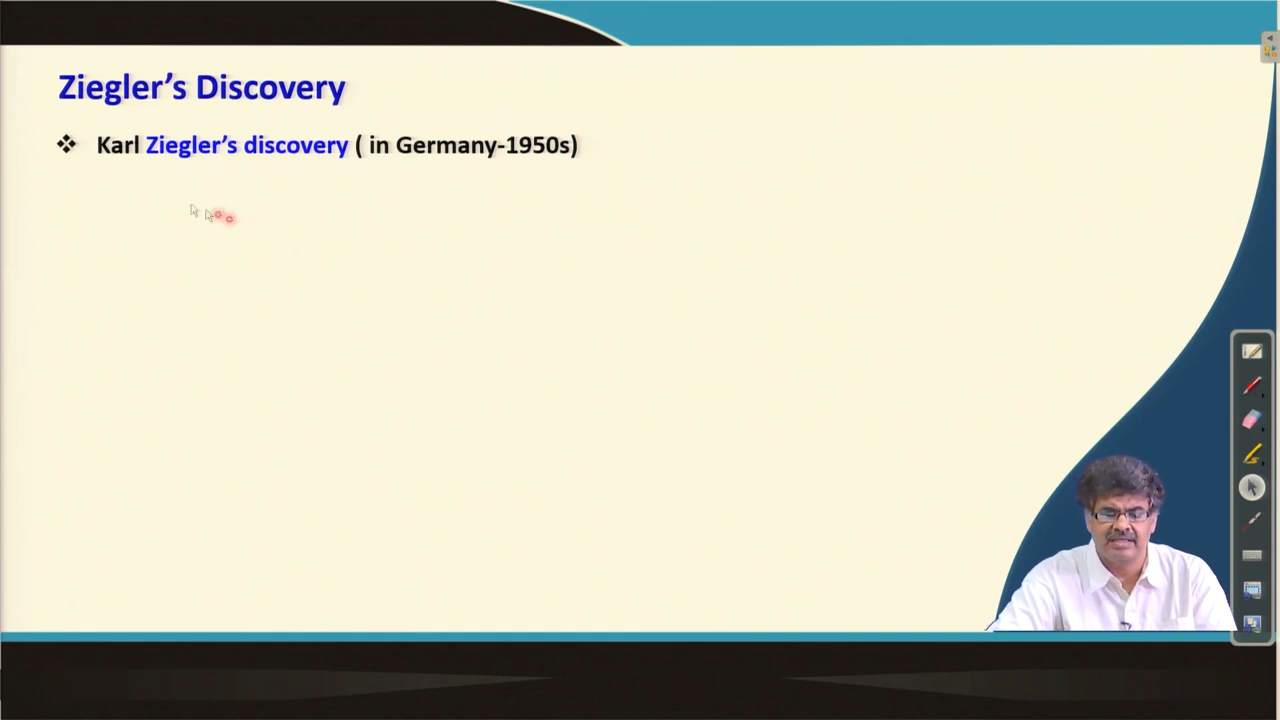 Ziegler’s Discovery
❖ Karl Ziegler’s discovery ( in Germany-1950s)